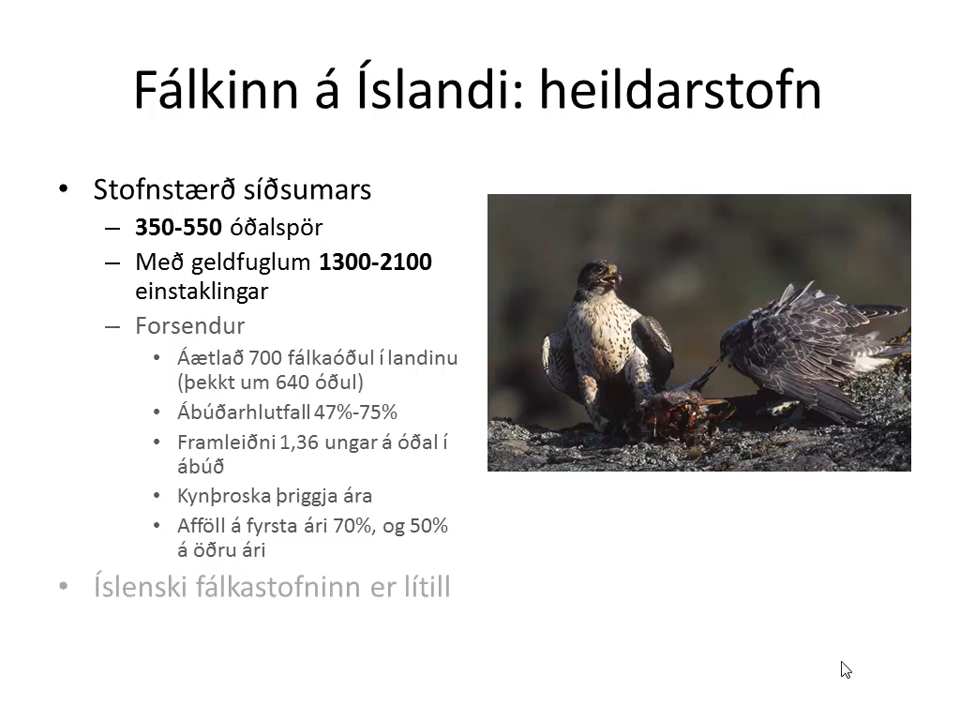 Fálkinn á Íslandi: heildarstofn
• Stofnstærð síðsumars
– 350-550 óðalspör
– Með geldfuglum 1300-2100
einstaklingar
– Forsendur
• Áætlað 700 fálkaóðul í landinu
(þekkt um 640 óðul)
• Ábúðarhlutfall 47%-75%
• Framleiðni 1,36 ungar á óðal í
ábúð
• Kynþroska þriggja ára
• Afföll á fyrsta ári 70%, og 50%
á öðru ári
• Íslenski fálkastofninn er lítill